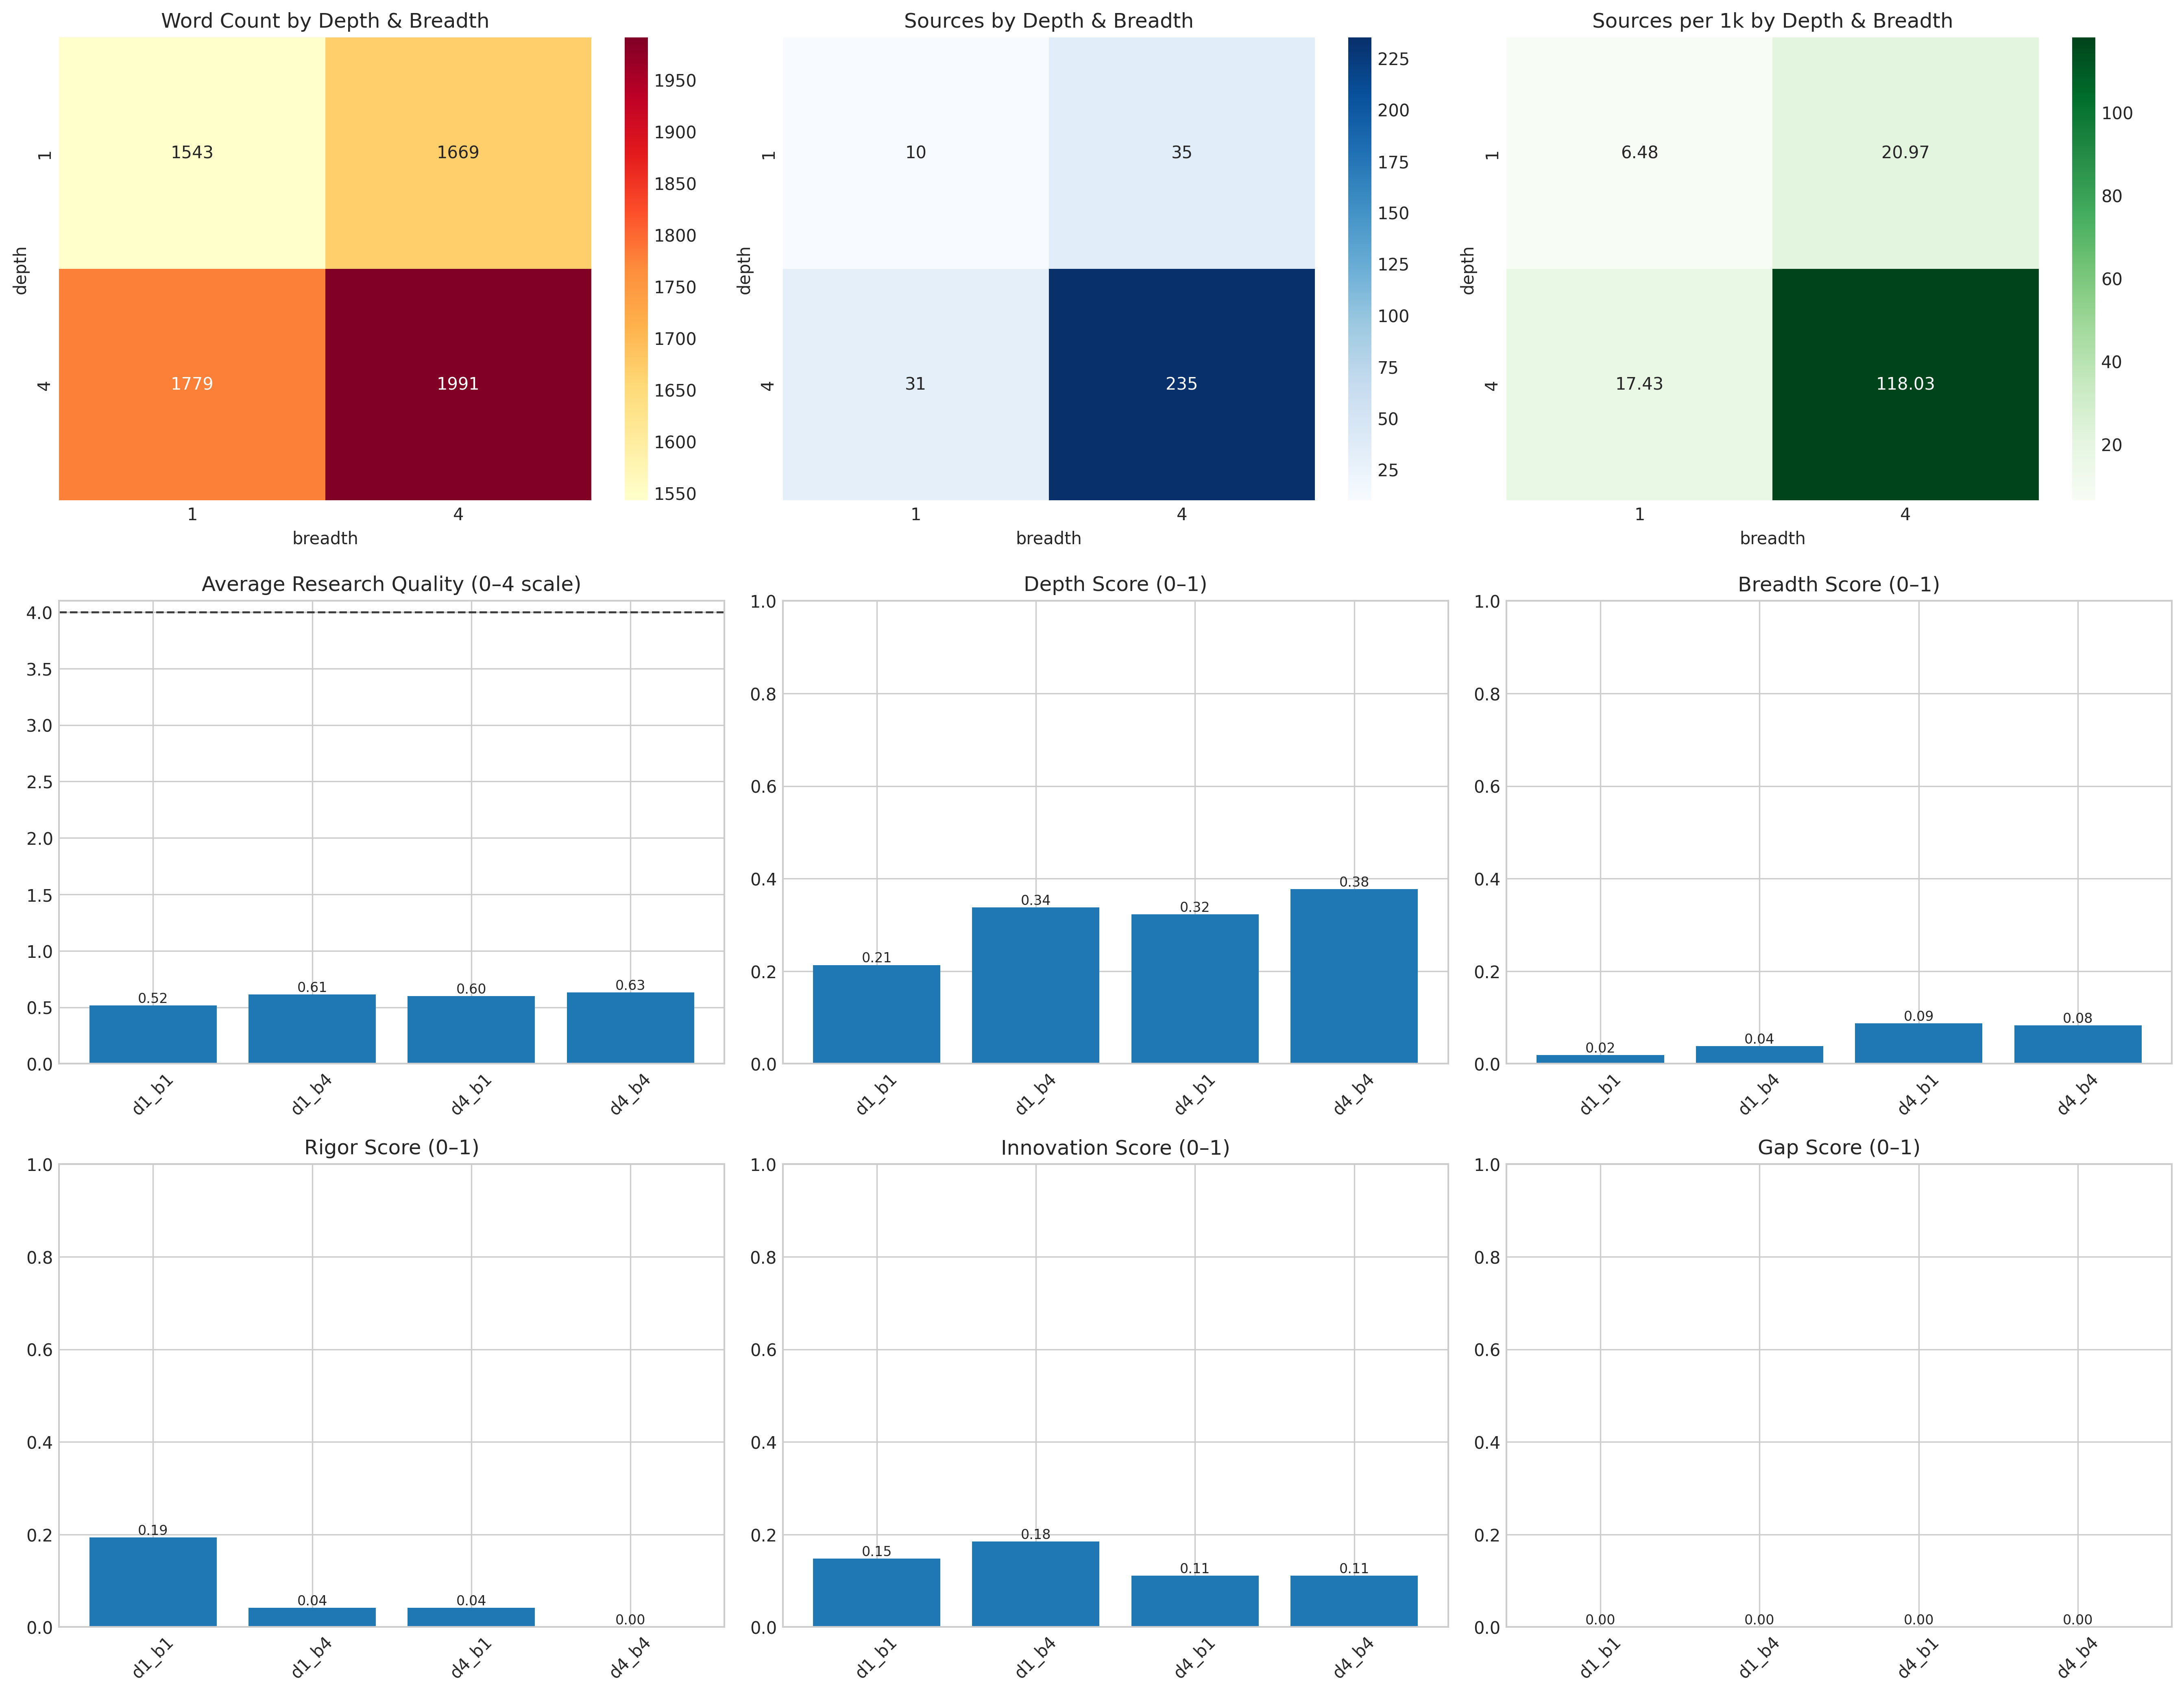 Word Count by Depth & Breadth
1543
1669
1779
1991
1
4
depth
1
4
breadth
1950
1900
1850
1800
1750
1700
1650
1600
1550
Sources by Depth & Breadth
10
35
31
235
1
4
depth
1
4
breadth
225
200
175
150
125
100
75
50
25
Sources per 1k by Depth & Breadth
6.48
20.97
17.43
118.03
1
4
depth
1
4
breadth
100
80
60
40
20
Average Research Quality (0–4 scale)
4.0
3.5
3.0
2.5
2.0
1.5
1.0
0.5
0.0
0.52
0.61
0.60
0.63
d1_b1
d1_b4
d4_b1
d4_b4
Depth Score (0–1)
1.0
0.8
0.6
0.4
0.2
0.0
0.21
0.34
0.32
0.38
d1_b1
d1_b4
d4_b1
d4_b4
Breadth Score (0–1)
1.0
0.8
0.6
0.4
0.2
0.0
0.02
0.04
0.09
0.08
d1_b1
d1_b4
d4_b1
d4_b4
Rigor Score (0–1)
1.0
0.8
0.6
0.4
0.2
0.0
0.19
0.04
0.04
0.00
d1_b1
d1_b4
d4_b1
d4_b4
Innovation Score (0–1)
1.0
0.8
0.6
0.4
0.2
0.0
0.15
0.18
0.11
0.11
d1_b1
d1_b4
d4_b1
d4_b4
Gap Score (0–1)
1.0
0.8
0.6
0.4
0.2
0.0
0.00
0.00
0.00
0.00
d1_b1
d1_b4
d4_b1
d4_b4